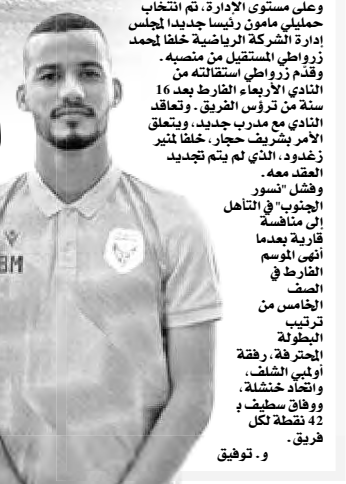 وعلى مستوى الإدارة، تم انتخاب
حمليلي مامون رئيسا جديدا لمجلس
إدارة الشركة الرياضية خلفا لمحمد
زرواطي المستقيل من منصبه.
وقدم زرواطي استقالته من
النادي الأربعاء الفارط بعد 16
سنة من ترؤس الفريق. وتعاقد
النادي مع مدرب جديد، ويتعلق
الأمر بشريف حجار، خلفا لمنير
زغدود، الذي لم يتم تجديد
العقد معه.
وفشل "نسور
الجنوب" في التأهل
إلى منافسة
قارية بعدما
أنهى الموسم
الفارط في
الصف
الخامس من
ترتيب
البطولة
المحترفة، رفقة
أولمبي الشلف،
واتحاد خنشلة،
ووفاق سطيف بـ
42 نقطة لكل
فريق.
و. توفيق
BM